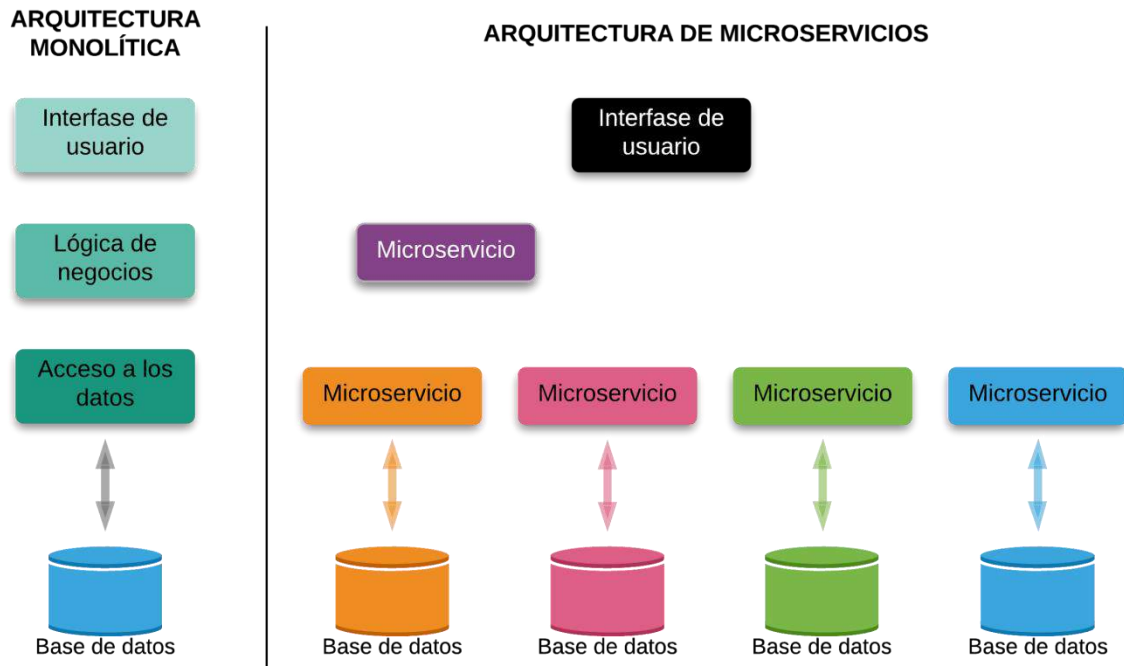 ARQUITECTURA
MONOLÍTICA
ARQUITECTURA DE MICROSERVICIOS
Interfase de
usuario
Interfase de
usuario
Lógica de
negocios
Microservicio
Acceso a los
datos
Microservicio
Microservicio
Microservicio
Microservicio
Base de datos
Base de datos
Base de datos
Base de datos
Base de datos